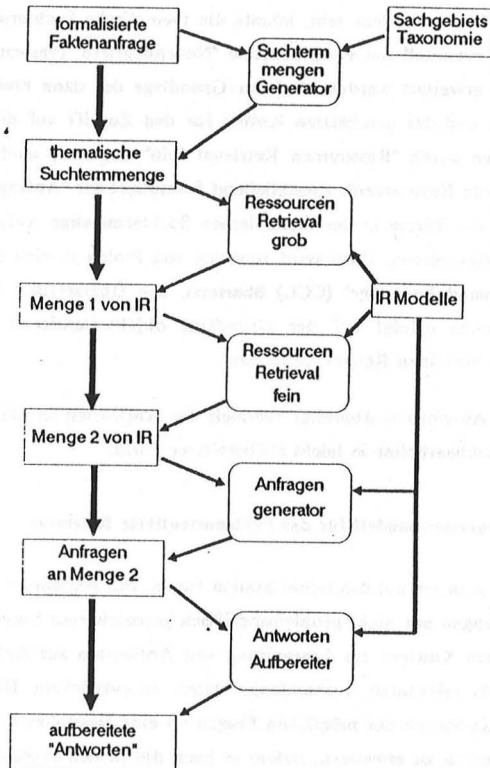 formalisierte
Faktenanfrage
Sachgebiets
Taxonomie
Suchterm
mengen
Generator
thematische
Suchtermmenge
Ressourcen
Retrieval
grob
Menge 1 von IR
IR Modelle
Ressourcen
Retrieval
fein
Menge 2 von IR
Anfragen
generator
Anfragen
an Menge 2
Antworten
Aufbereiter
aufbereitete
"Antworten"